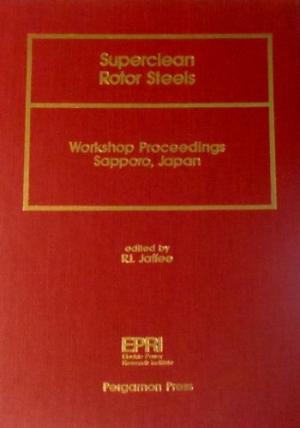 Superclean
Rotor Steels
Workshop Proceedings
Sapporo, Japan
edited by
R.I. Jaffee
EPRI
Electric Power
Research Institute
Pergamon Press